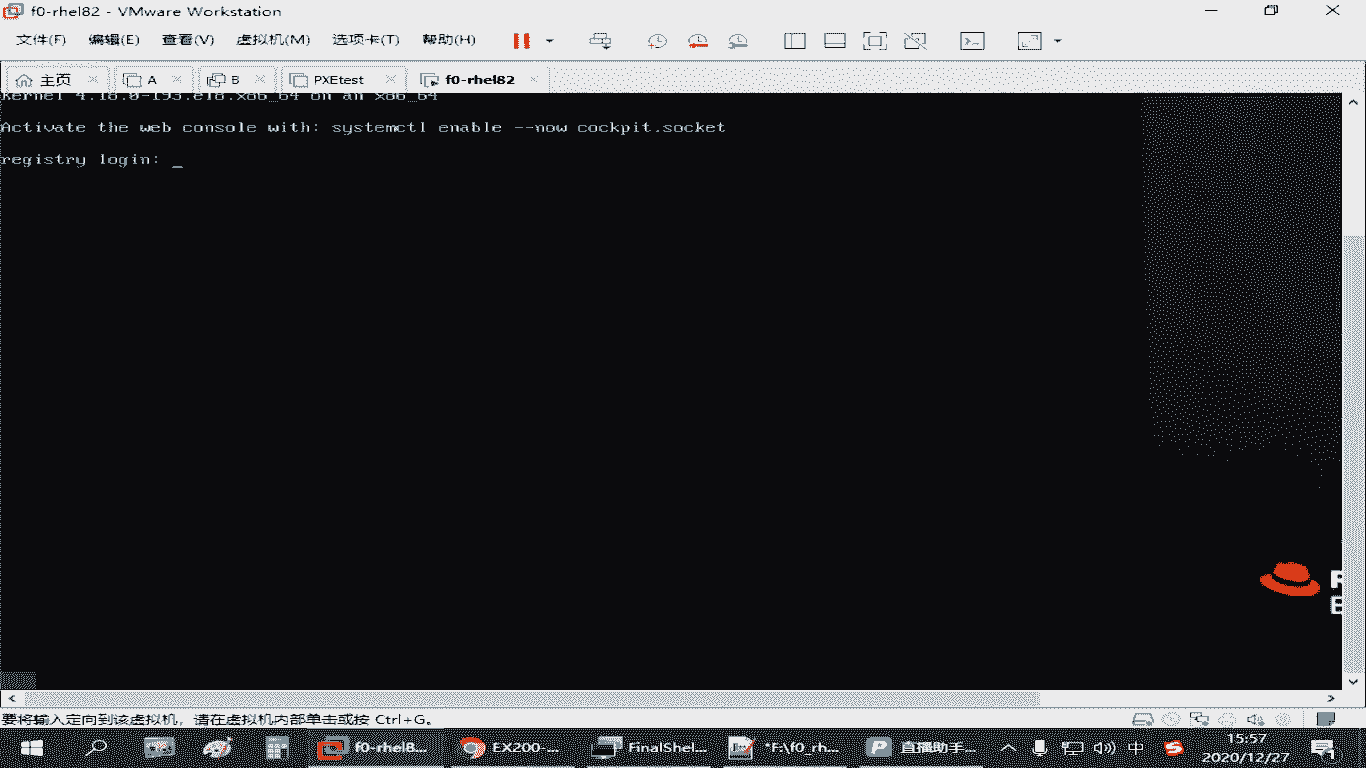 f0-rhel82 - VMware Workstation
文件(F) 编辑(E) 查看(V) 虚拟机(M) 选项卡(T) 帮助(H)
主页 A B PXEtest f0-rhel82
Kernel 4.18.0-193.el8.x86_64 on an x86_64
Activate the web console with: systemctl enable --now cockpit.socket
registry login: _
要将输入定向到该虚拟机，请在虚拟机内部单击或按 Ctrl+G。
f0-rhel8... EX200-... FinalShel... *F:\f0_rh... 直播助手... 中 15:57
2020/12/27